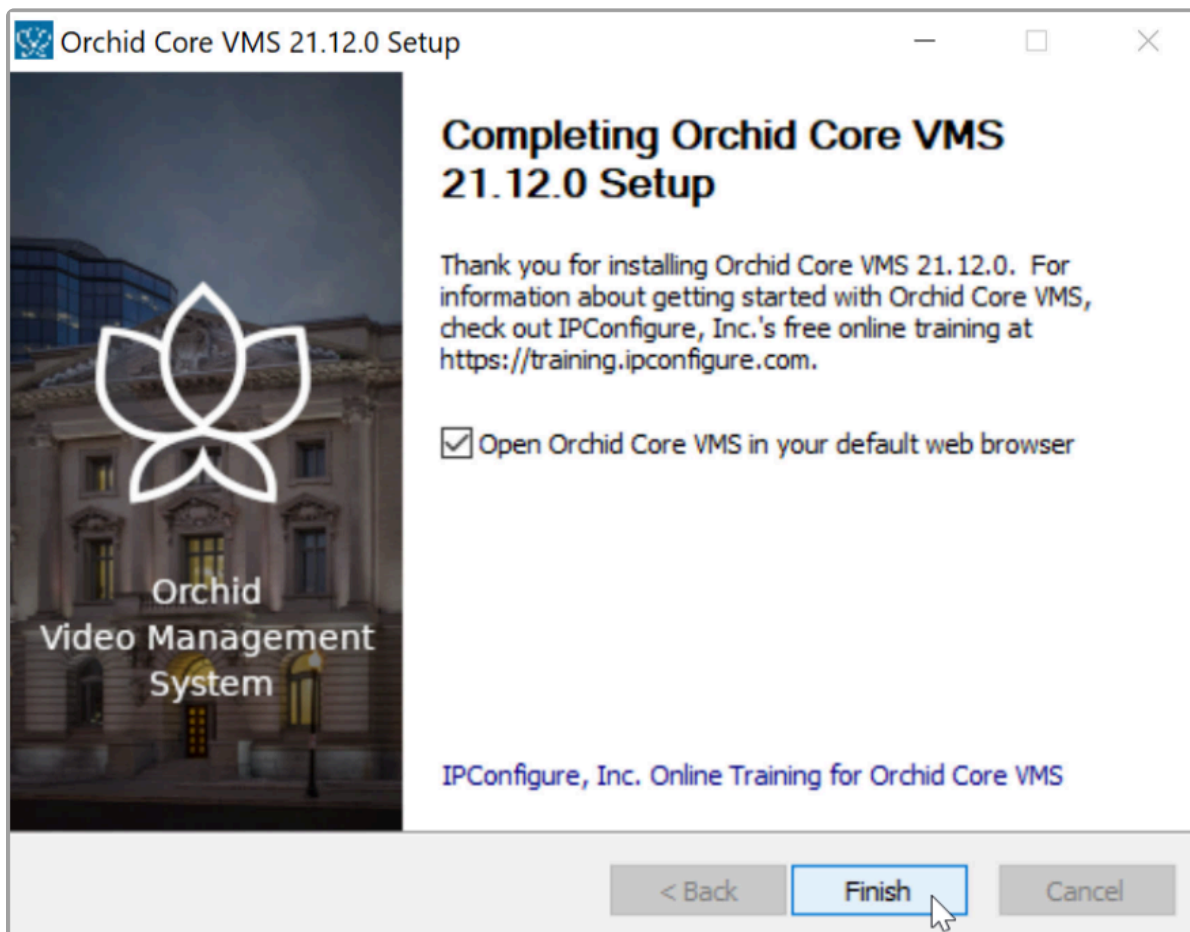 Orchid Core VMS 21.12.0 Setup
Completing Orchid Core VMS
21.12.0 Setup
Thank you for installing Orchid Core VMS 21.12.0.  For
information about getting started with Orchid Core VMS,
check out IPConfigure, Inc.'s free online training at
https://training.ipconfigure.com.
Open Orchid Core VMS in your default web browser
Orchid
Video Management
System
IPConfigure, Inc. Online Training for Orchid Core VMS
< Back
Finish
Cancel